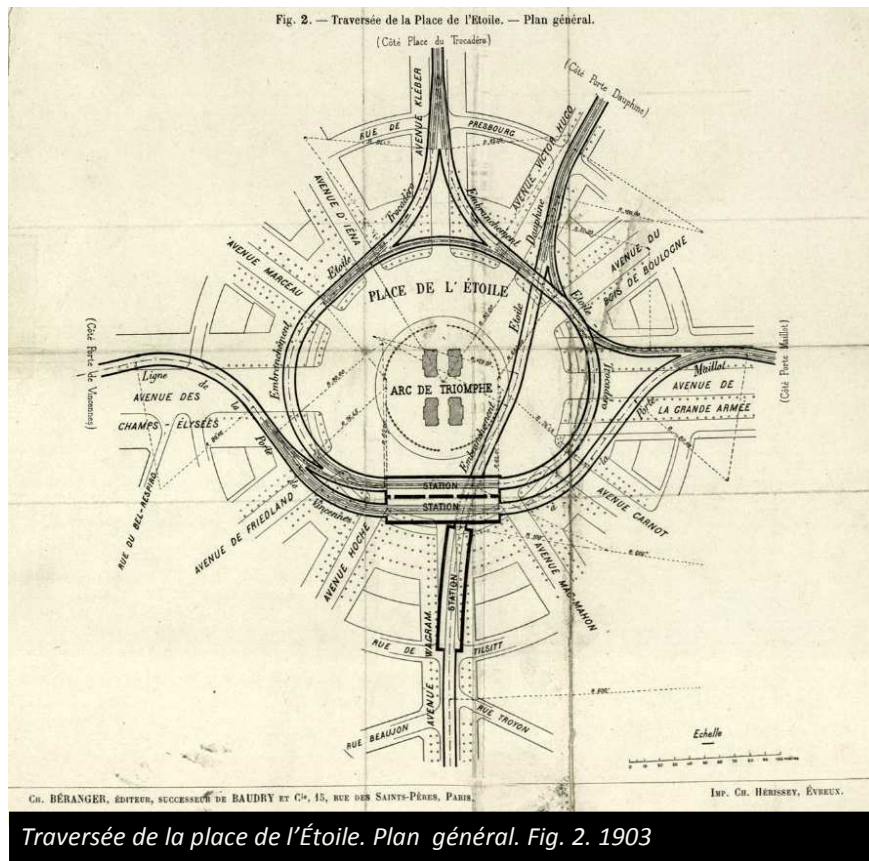 Fig. 2. — Traversée de la Place de l'Etoile. — Plan général.
(Côté Place du Trocadéro)
(Côté Porte Dauphine)
AVENUE KLÉBER
RUE DE
PRESBOURG
AVENUE VICTOR HUGO
AVENUE D'IÉNA
Trocadéro
Embranchement
Dauphine
AVENUE DU
BOIS DE BOULOGNE
AVENUE MARCEAU
Etoile
Etoile
Etoile
PLACE DE L'ÉTOILE
(Côté Porte de Vincennes)
(Côté Porte Maillot)
Embranchement
ARC DE TRIOMPHE
Trocadéro
Maillot
Ligne de
AVENUE DES
CHAMPS - ÉLYSÉES
AVENUE DE
LA GRANDE ARMÉE
la
Porte
de
Vincennes
Embranchement
à
la
Porte
STATION
STATION
RUE DU BEL-RESPIRO
AVENUE DE FRIEDLAND
AVENUE HOCHE
AVENUE CARNOT
AVENUE MAC-MAHON
STATION
AVENUE WAGRAM
RUE DE
TILSITT
RUE BEAUJON
RUE TROYON
Echelle
CH. BÉRANGER, ÉDITEUR, SUCCESSEUR DE BAUDRY ET Cie, 15, RUE DES SAINTS-PÈRES, PARIS.
IMP. CH. HÉRISSEY, ÉVREUX.
Traversée de la place de l'Étoile. Plan général. Fig. 2. 1903